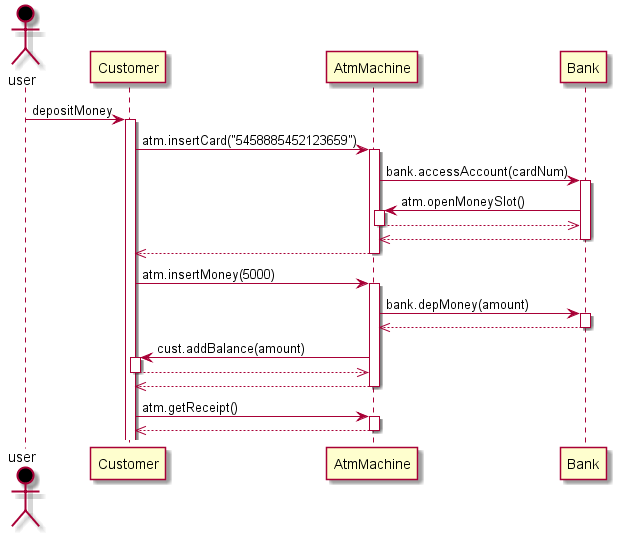 user
Customer
AtmMachine
Bank
depositMoney
atm.insertCard("5458885452123659")
bank.accessAccount(cardNum)
atm.openMoneySlot()
atm.insertMoney(5000)
bank.depMoney(amount)
cust.addBalance(amount)
atm.getReceipt()
user
Customer
AtmMachine
Bank